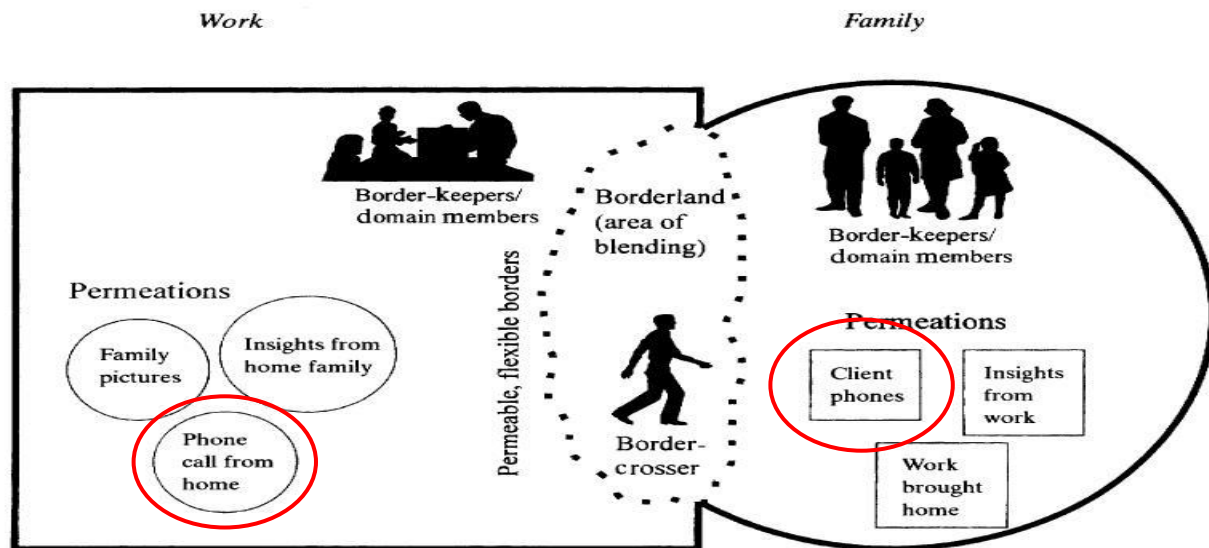 Work
Family
Border-keepers/
domain members
Borderland
(area of
blending)
Border-keepers/
domain members
Permeable, flexible borders
Permeations
Family
pictures
Insights from
home family
Phone
call from
home
Border-
crosser
Permeations
Client
phones
Insights
from
work
Work
brought
home